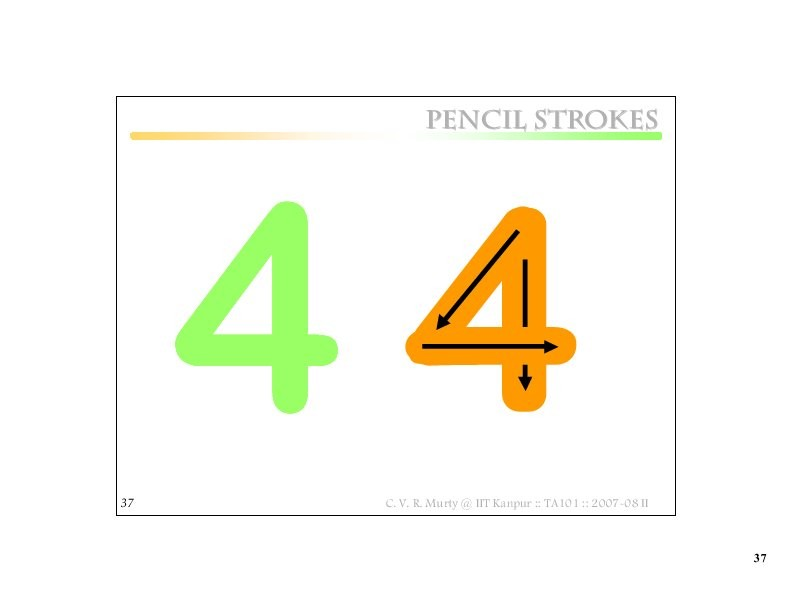 PENCIL STROKES
4 4
37 C. V. R. Murty @ IIT Kanpur :: TA101 :: 2007-08 II
37